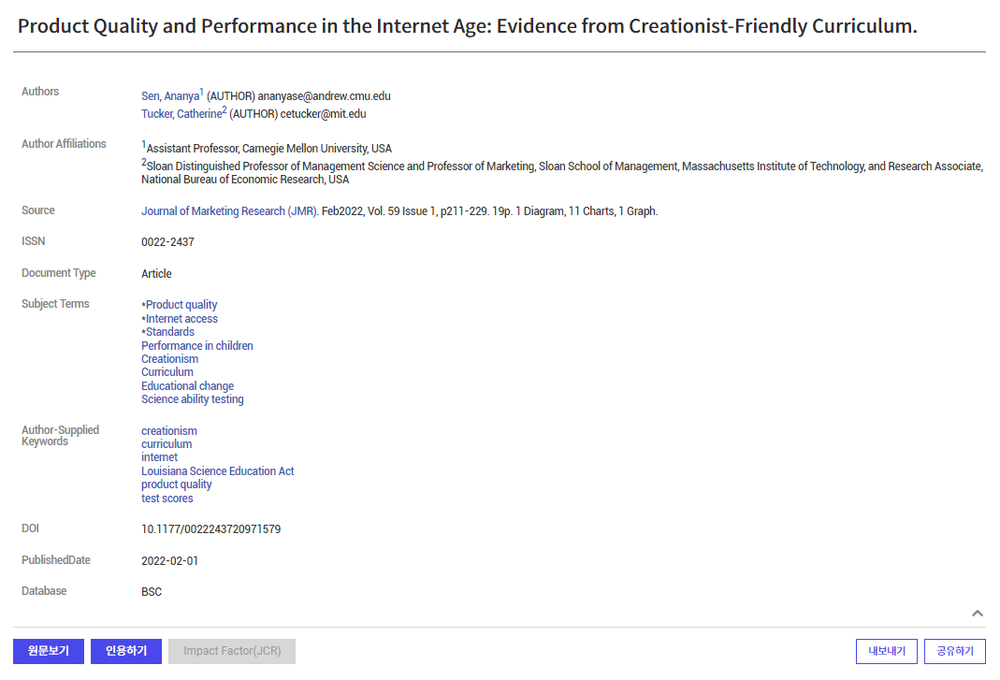 Product Quality and Performance in the Internet Age: Evidence from Creationist-Friendly Curriculum.
Authors
Sen, Ananya1 (AUTHOR) ananyase@andrew.cmu.edu
Tucker, Catherine2 (AUTHOR) cetucker@mit.edu
Author Affiliations
1Assistant Professor, Carnegie Mellon University, USA
2Sloan Distinguished Professor of Management Science and Professor of Marketing, Sloan School of Management, Massachusetts Institute of Technology, and Research Associate,
National Bureau of Economic Research, USA
Source
Journal of Marketing Research (JMR). Feb2022, Vol. 59 Issue 1, p211-229. 19p. 1 Diagram, 11 Charts, 1 Graph.
ISSN
0022-2437
Document Type
Article
Subject Terms
*Product quality
*Internet access
*Standards
Performance in children
Creationism
Curriculum
Educational change
Science ability testing
Author-Supplied
Keywords
creationism
curriculum
internet
Louisiana Science Education Act
product quality
test scores
DOI
10.1177/0022243720971579
PublishedDate
2022-02-01
Database
BSC
원문보기
인용하기
Impact Factor(JCR)
내보내기
공유하기